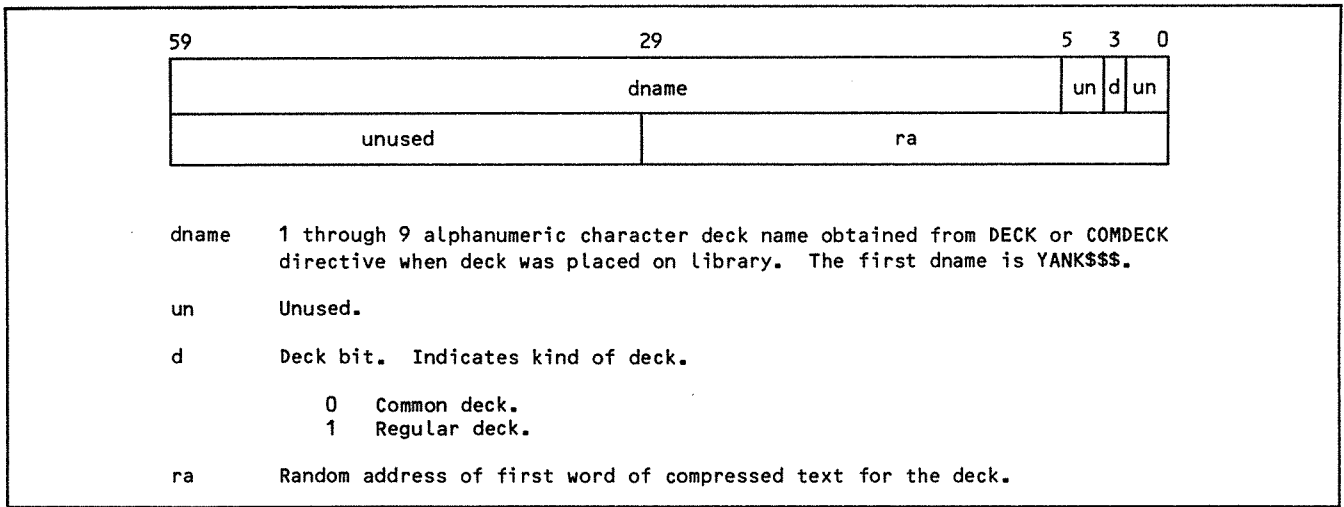 59 29 5 3 0
dname un d un
unused ra
dname 1 through 9 alphanumeric character deck name obtained from DECK or COMDECK
directive when deck was placed on library. The first dname is YANK$$$.
un Unused.
d Deck bit. Indicates kind of deck.
0 Common deck.
1 Regular deck.
ra Random address of first word of compressed text for the deck.